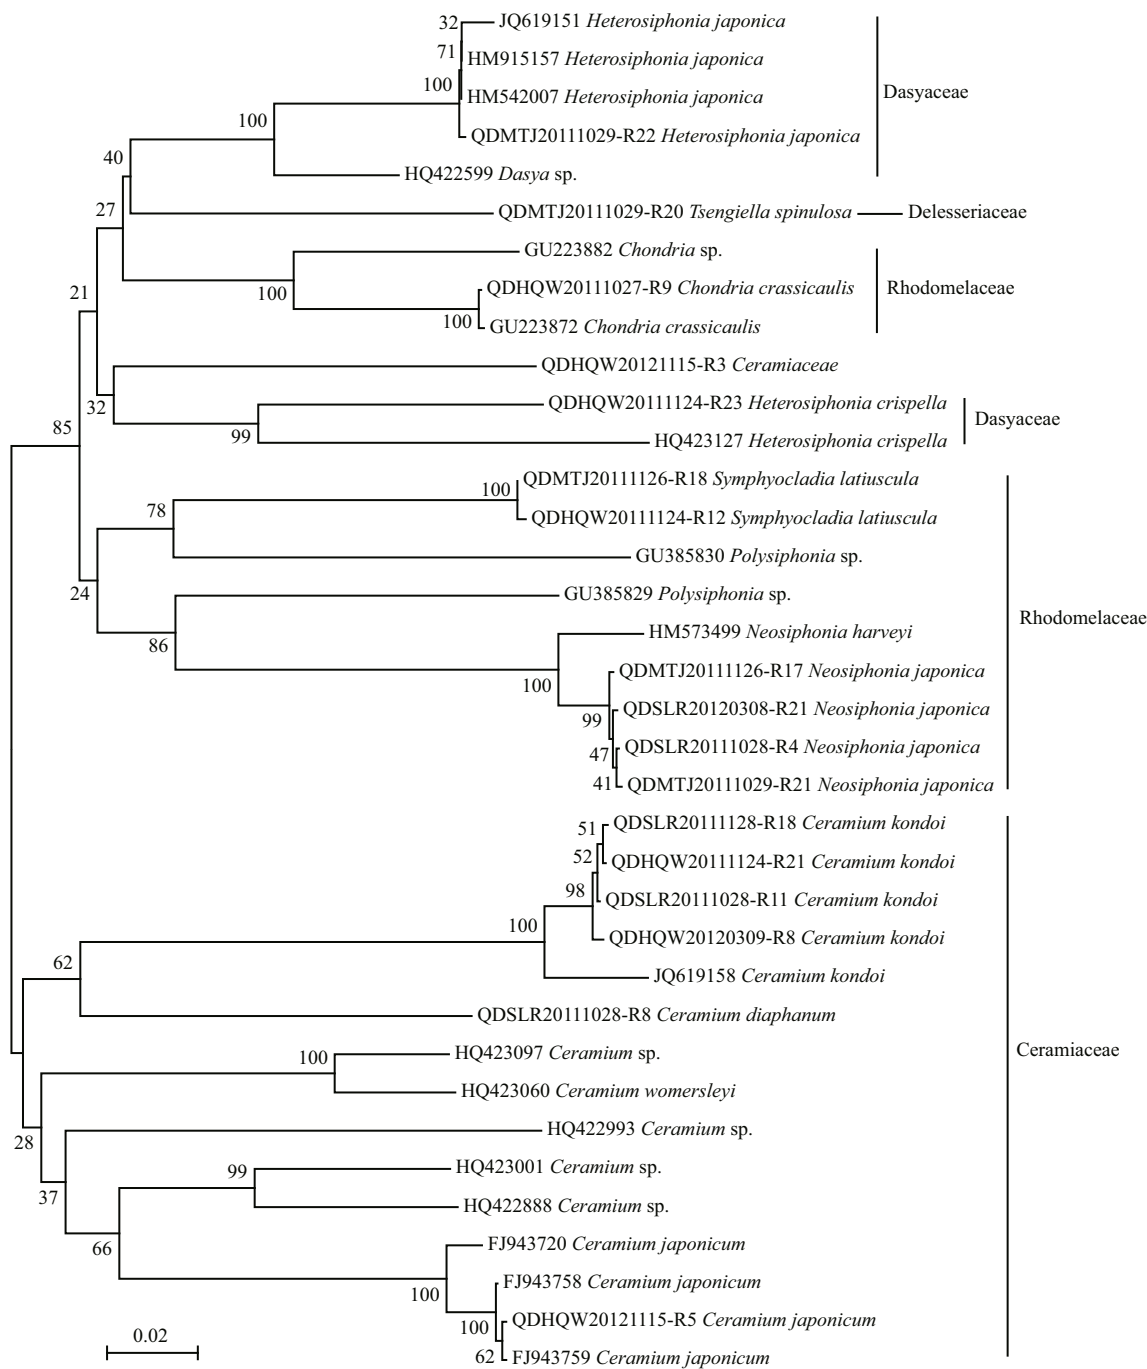 32 JQ619151 Heterosiphonia japonica
71 HM915157 Heterosiphonia japonica
100 HM542007 Heterosiphonia japonica
Dasyaceae
100 QDMTJ20111029-R22 Heterosiphonia japonica
40 HQ422599 Dasya sp.
27 QDMTJ20111029-R20 Tsengiella spinulosa Delesseriaceae
GU223882 Chondria sp.
21 100 QDHQW20111027-R9 Chondria crassicaulis Rhodomelaceae
100 GU223872 Chondria crassicaulis
QDHQW20121115-R3 Ceramiaceae
32 QDHQW20111124-R23 Heterosiphonia crispella
Dasyaceae
85 99 HQ423127 Heterosiphonia crispella
100 QDMTJ20111126-R18 Symphyocladia latiuscula
78 QDHQW20111124-R12 Symphyocladia latiuscula
GU385830 Polysiphonia sp.
24 GU385829 Polysiphonia sp.
Rhodomelaceae
86 HM573499 Neosiphonia harveyi
100 QDMTJ20111126-R17 Neosiphonia japonica
99 QDSLR20120308-R21 Neosiphonia japonica
47 QDSLR20111028-R4 Neosiphonia japonica
41 QDMTJ20111029-R21 Neosiphonia japonica
51 QDSLR20111128-R18 Ceramium kondoi
52 QDHQW20111124-R21 Ceramium kondoi
98 QDSLR20111028-R11 Ceramium kondoi
100 QDHQW20120309-R8 Ceramium kondoi
62 JQ619158 Ceramium kondoi
QDSLR20111028-R8 Ceramium diaphanum
Ceramiaceae
100 HQ423097 Ceramium sp.
HQ423060 Ceramium womersleyi
28 HQ422993 Ceramium sp.
99 HQ423001 Ceramium sp.
37 HQ422888 Ceramium sp.
66 FJ943720 Ceramium japonicum
100 FJ943758 Ceramium japonicum
100 QDHQW20121115-R5 Ceramium japonicum
62 FJ943759 Ceramium japonicum
0.02